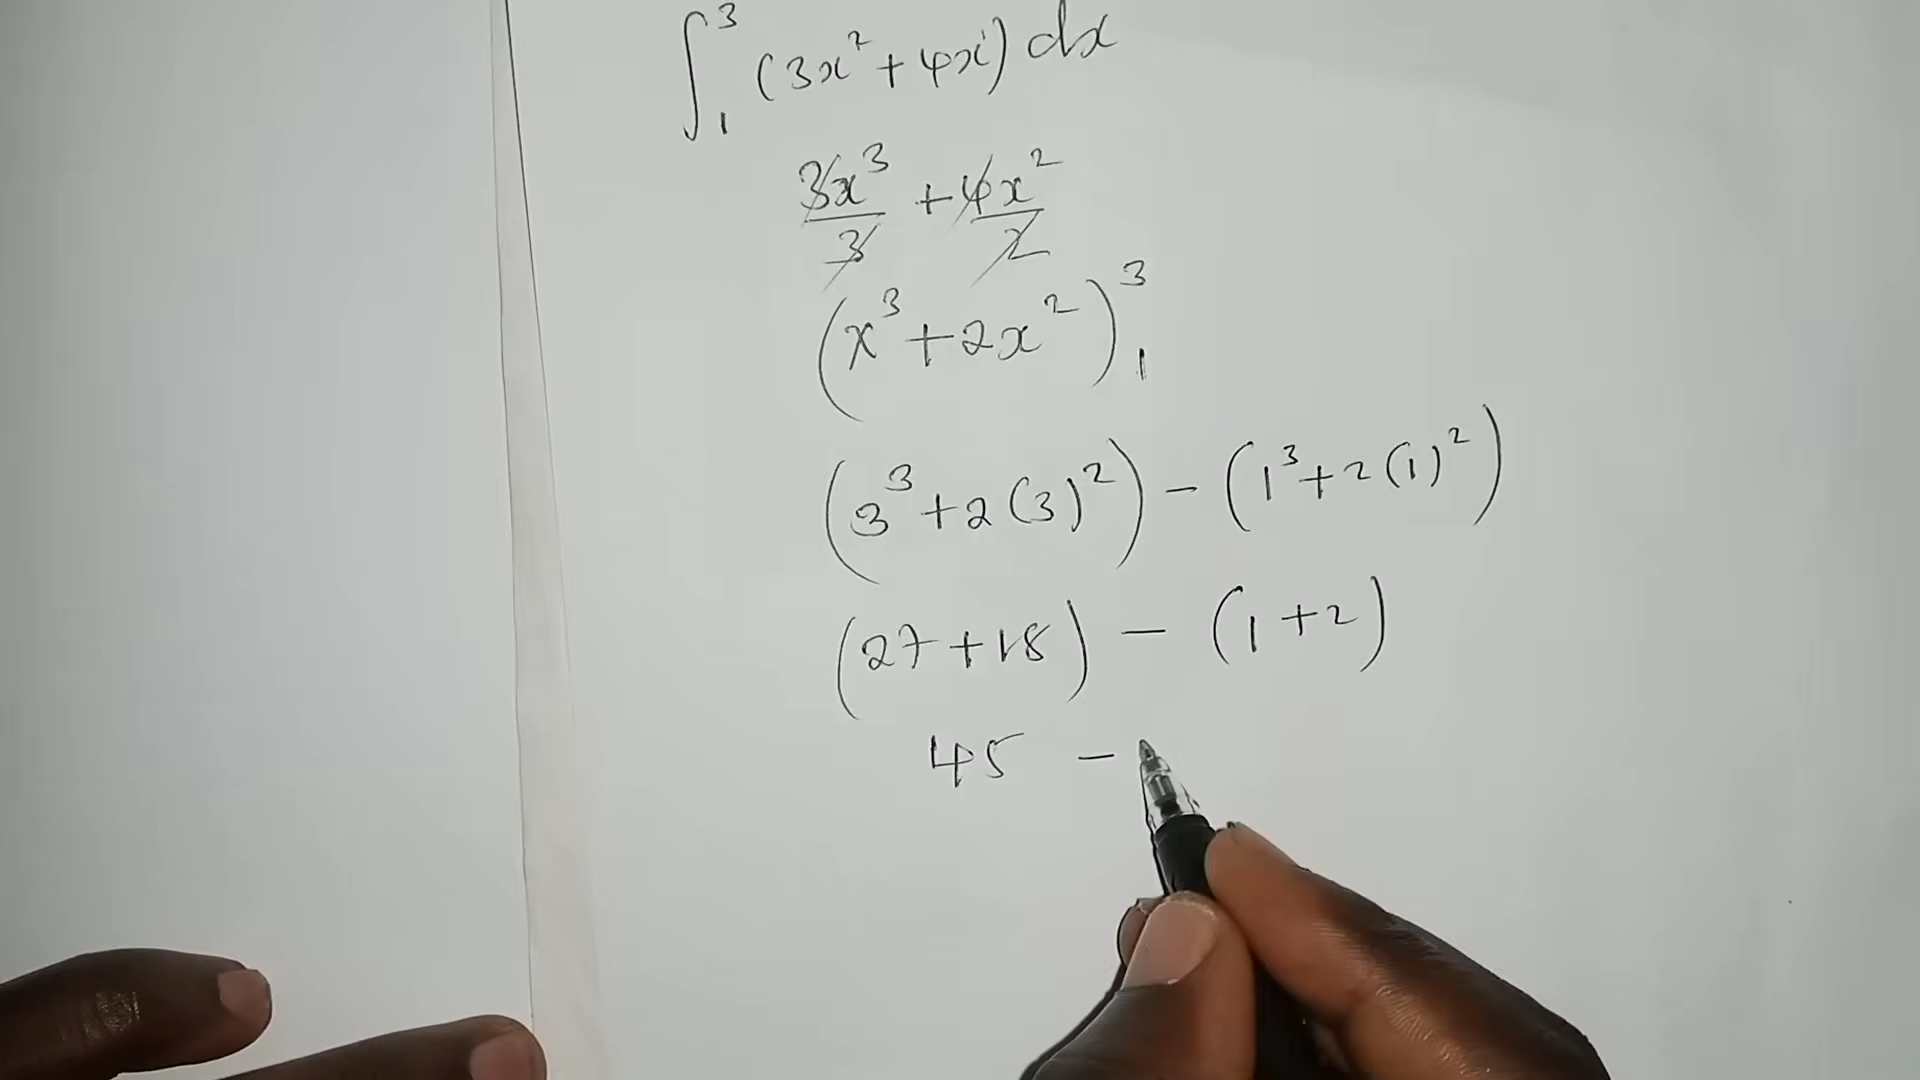 ∫₁³ (3x² + 4x¹) dx
3x³/3 + 4x²/2
(x³ + 2x²)³₁
(3³ + 2(3)²) - (1³ + 2(1)²)
(27 + 18) - (1 + 2)
45 -